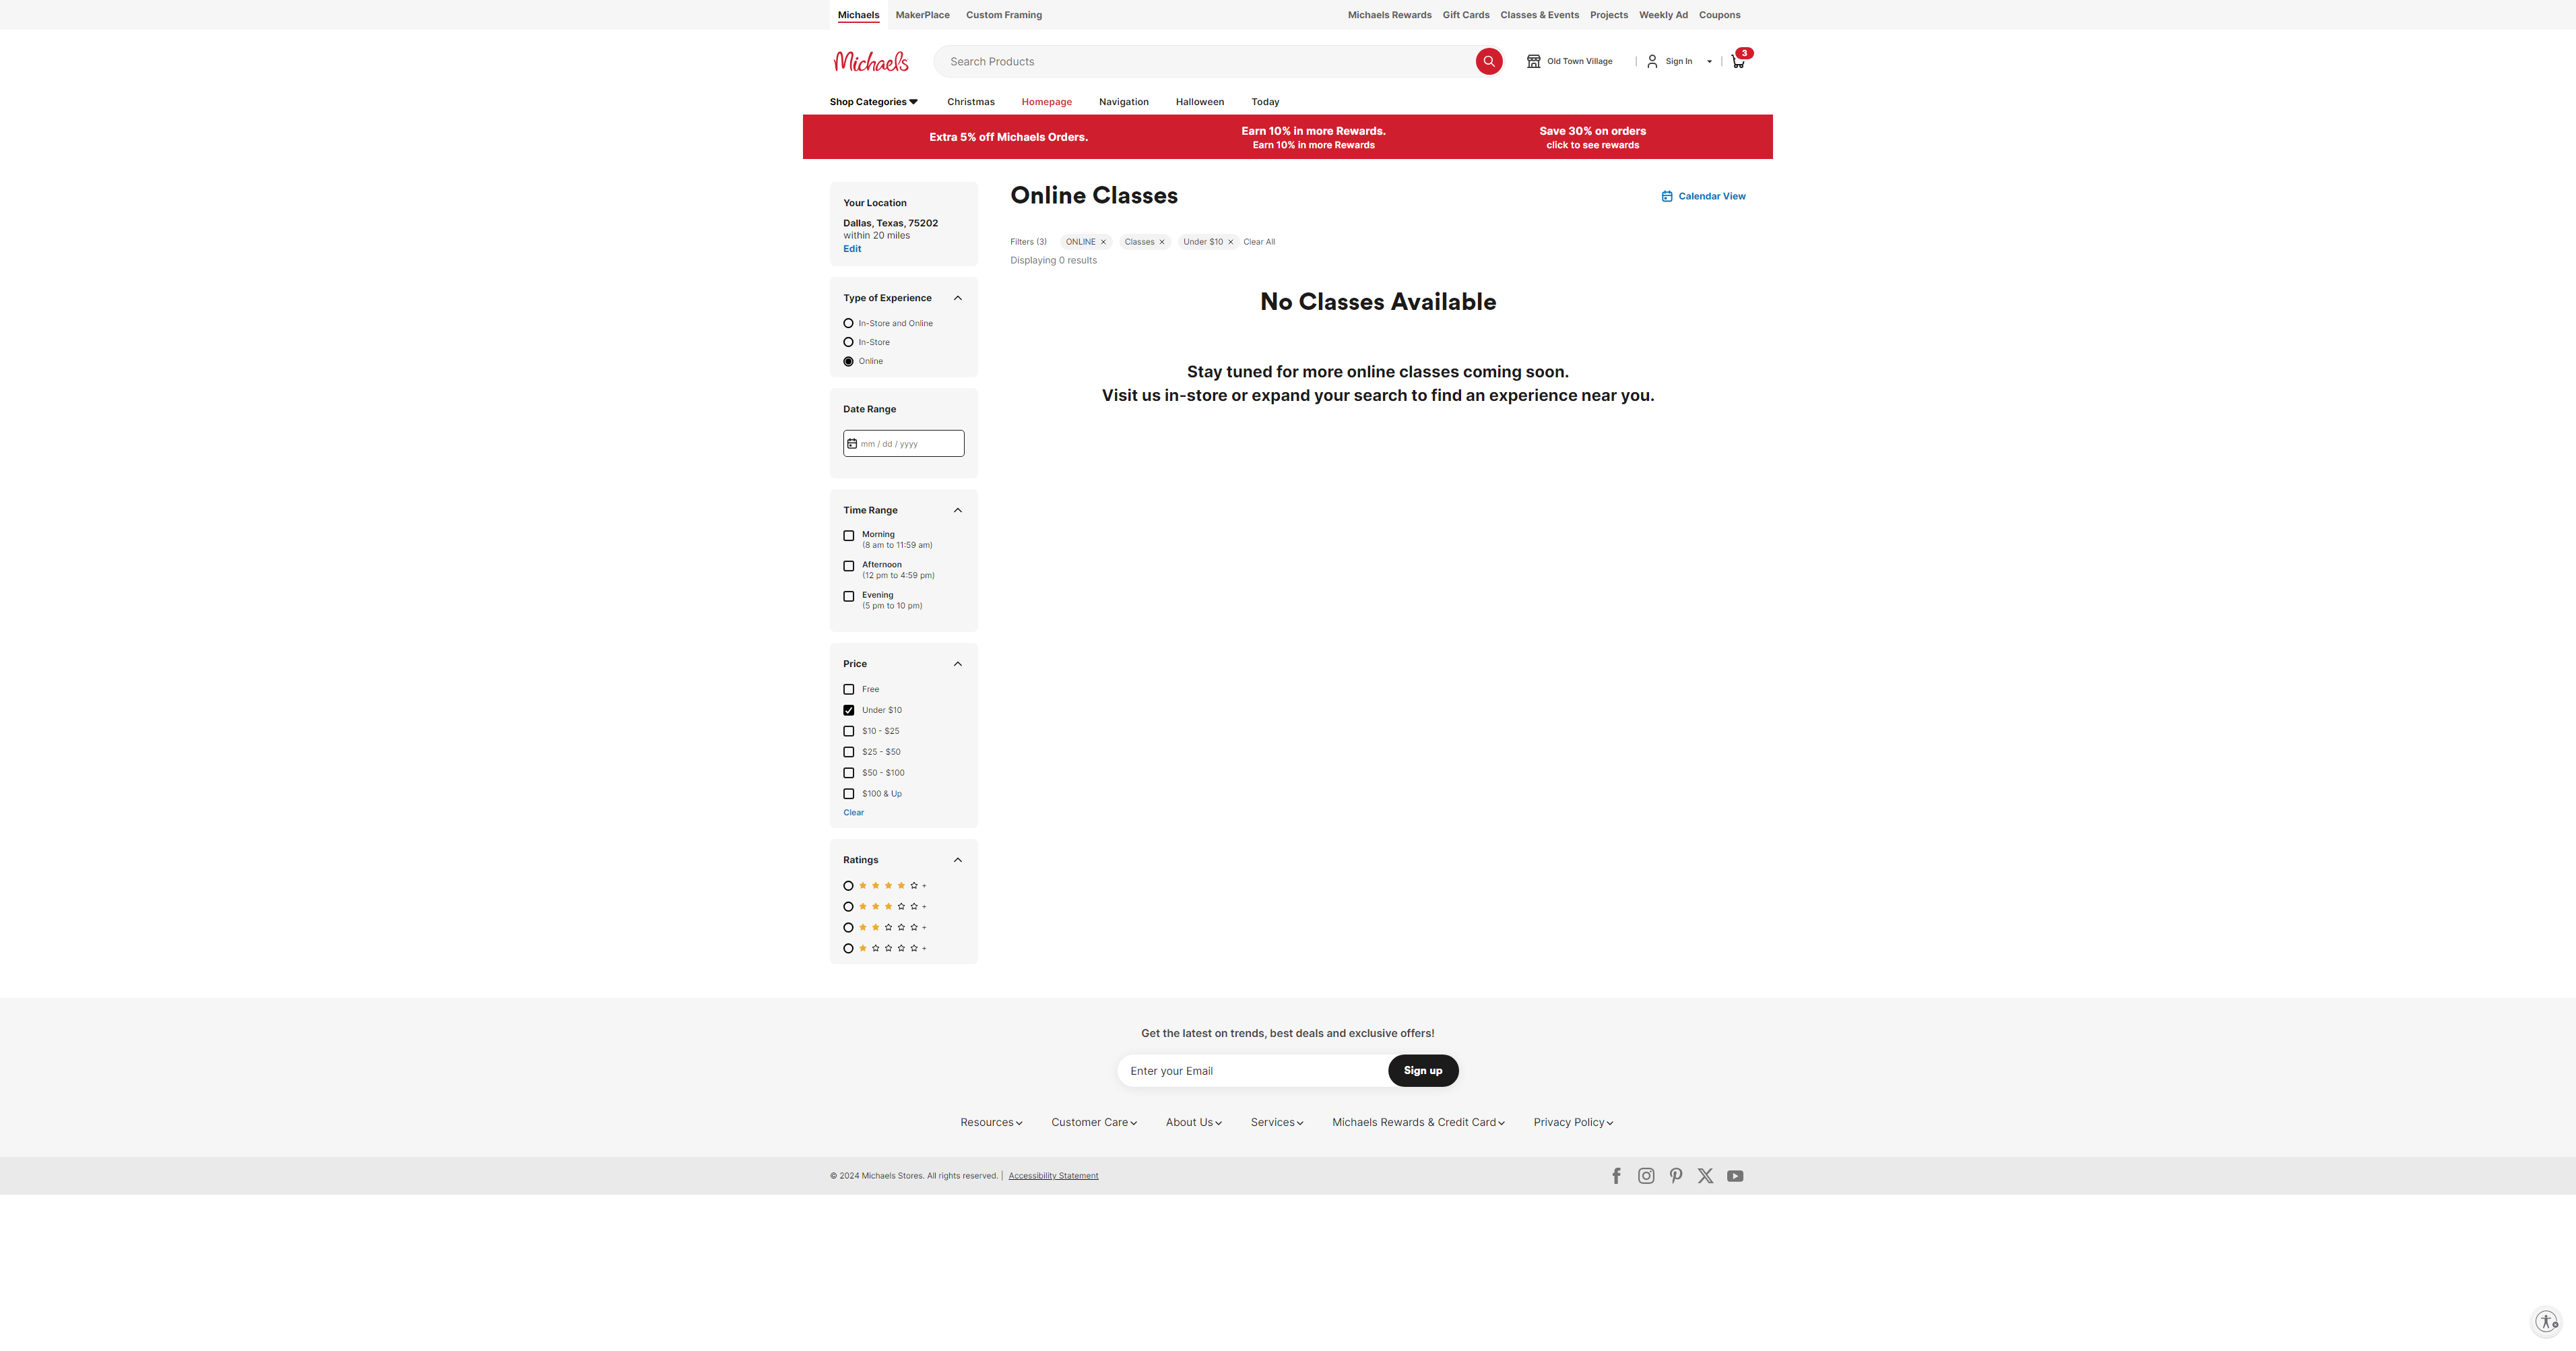 Michaels MakerPlace Custom Framing Michaels Rewards Gift Cards Classes & Events Projects Weekly Ad Coupons
Michaels Search Products Old Town Village | Sign In | 3
Shop Categories Christmas Homepage Navigation Halloween Today
Extra 5% off Michaels Orders.
Earn 10% in more Rewards.
Earn 10% in more Rewards
Save 30% on orders
click to see rewards
Your Location
Dallas, Texas, 75202
within 20 miles
Edit
Type of Experience
In-Store and Online
In-Store
Online
Date Range
mm / dd / yyyy
Time Range
Morning
(8 am to 11:59 am)
Afternoon
(12 pm to 4:59 pm)
Evening
(5 pm to 10 pm)
Price
Free
Under $10
$10 - $25
$25 - $50
$50 - $100
$100 & Up
Clear
Ratings
+
+
+
+
Online Classes
Calendar View
Filters (3) ONLINE Classes Under $10 Clear All
Displaying 0 results
No Classes Available
Stay tuned for more online classes coming soon.
Visit us in-store or expand your search to find an experience near you.
Get the latest on trends, best deals and exclusive offers!
Enter your Email Sign up
Resources Customer Care About Us Services Michaels Rewards & Credit Card Privacy Policy
© 2024 Michaels Stores. All rights reserved. | Accessibility Statement